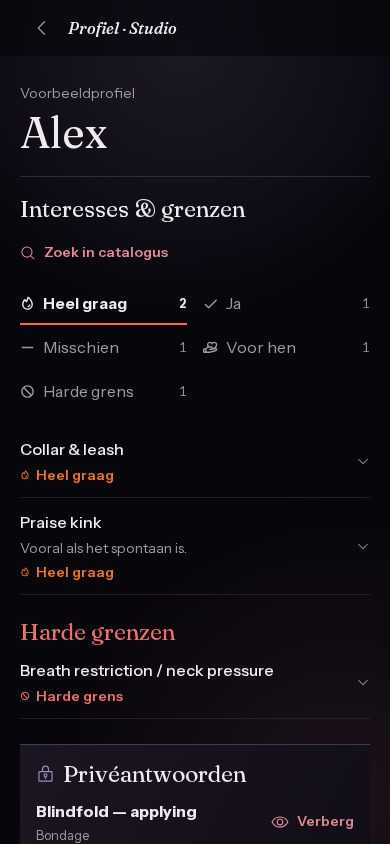 Profiel · Studio
Voorbeeldprofiel
Alex
Interesses & grenzen
Zoek in catalogus
Heel graag 2
Ja 1
Misschien 1
Voor hen 1
Harde grens 1
Collar & leash
Heel graag
Praise kink
Vooral als het spontaan is.
Heel graag
Harde grenzen
Breath restriction / neck pressure
Harde grens
Privéantwoorden
Blindfold — applying
Verberg
Bondage